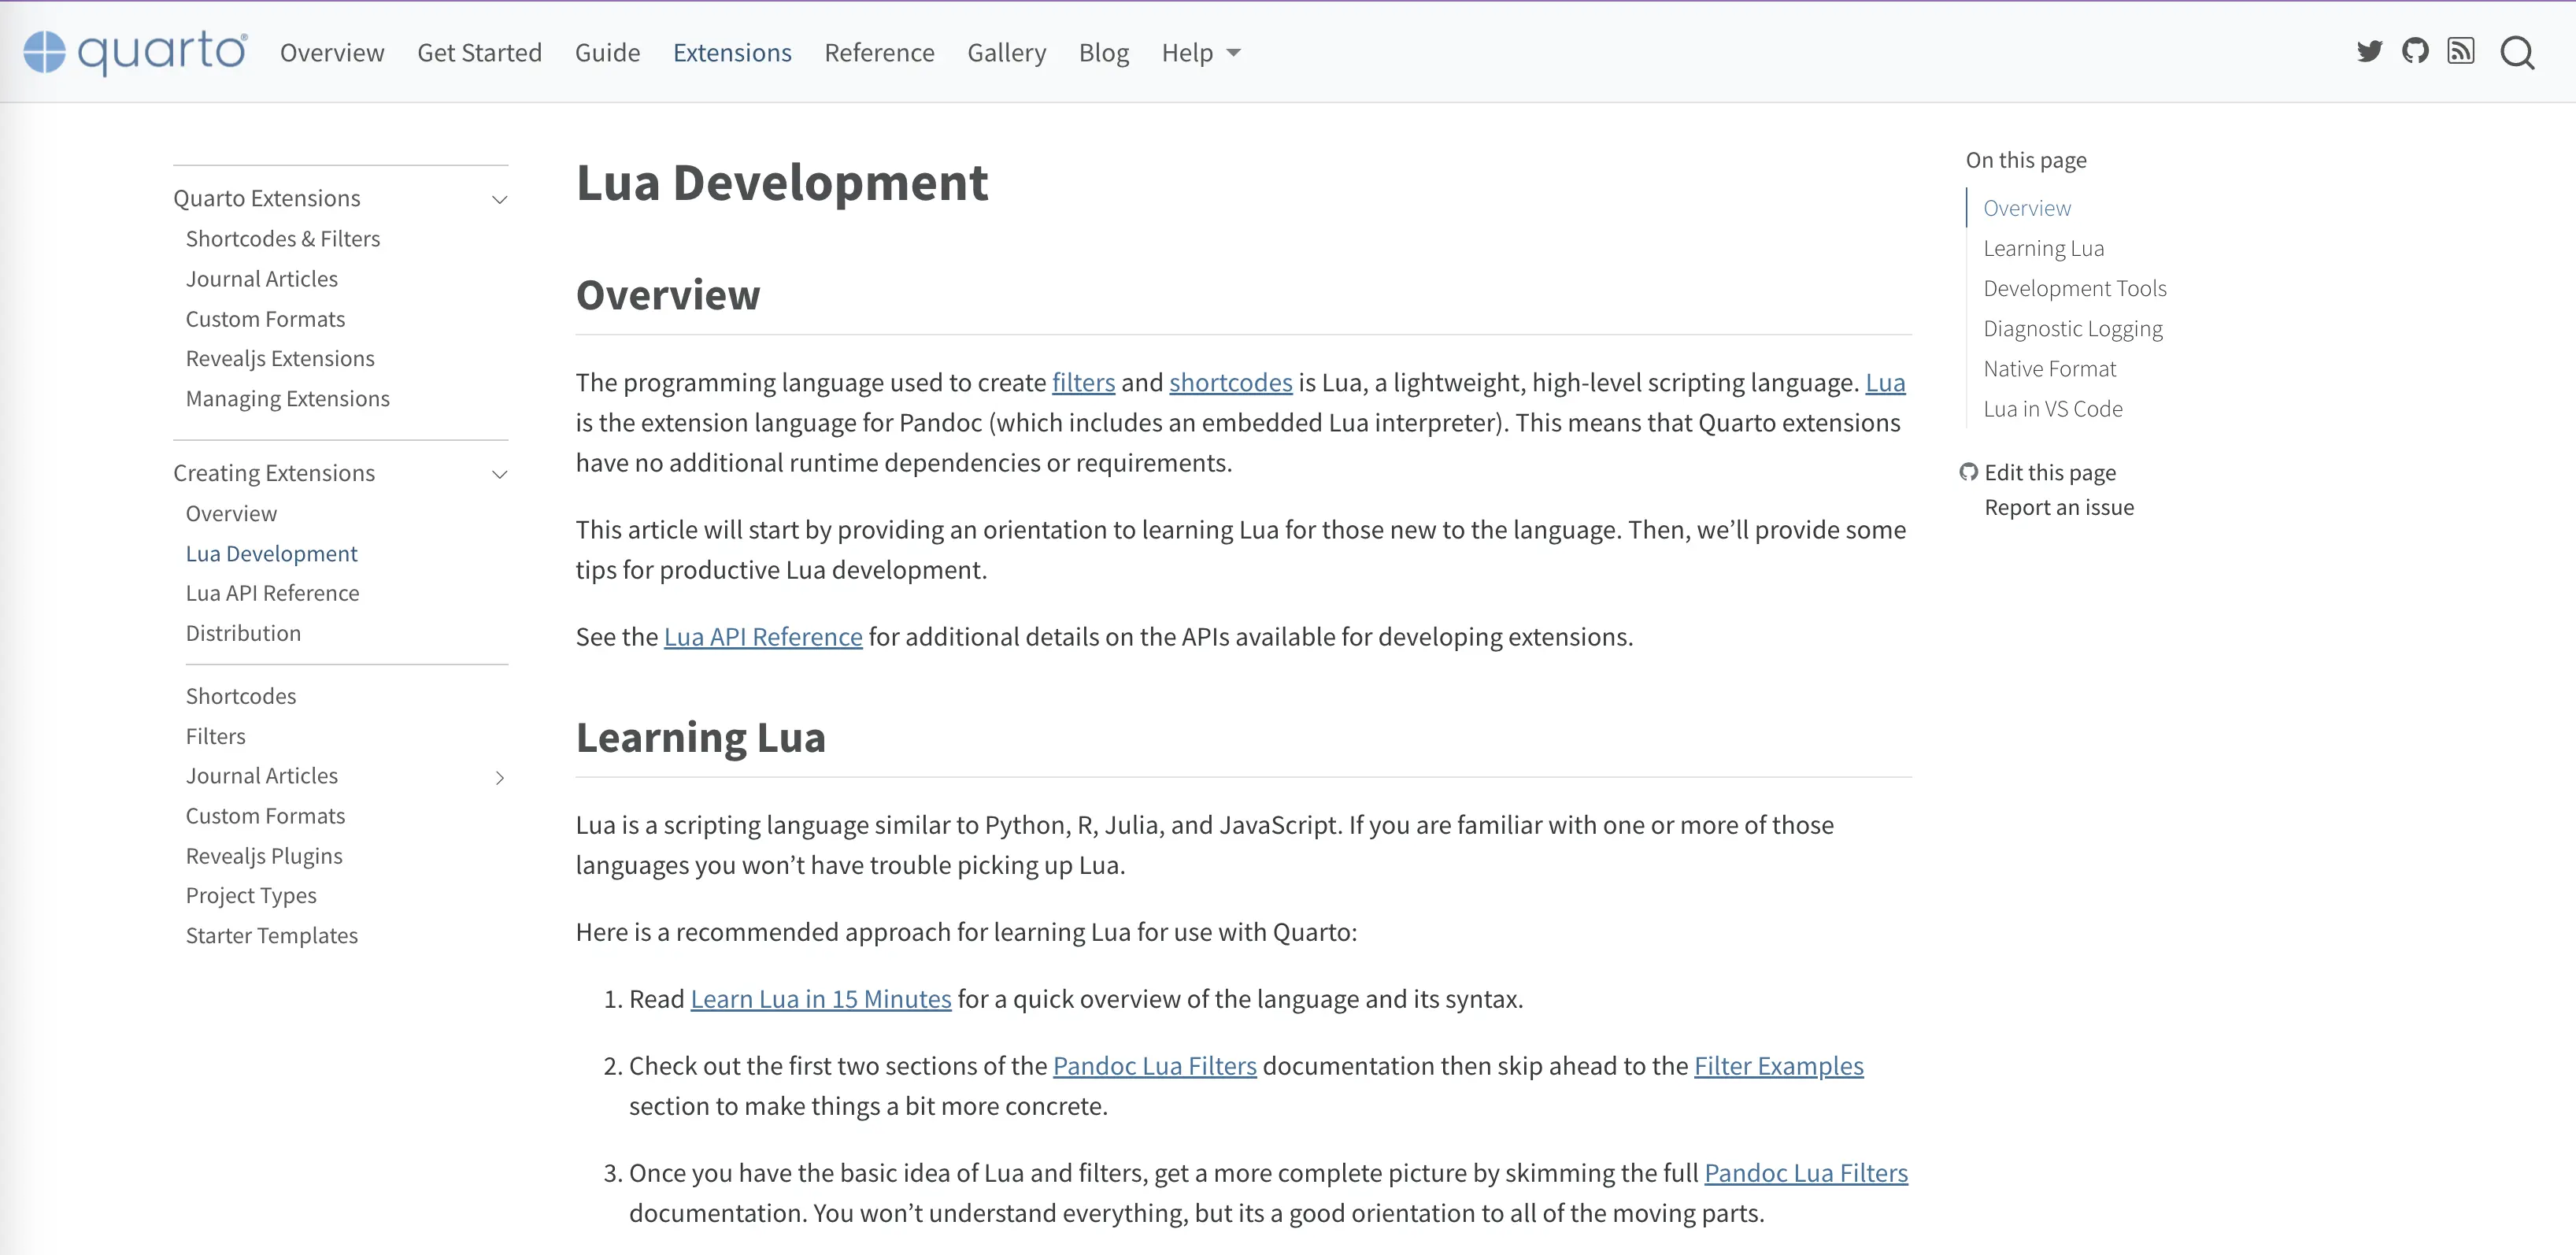 quarto®
Overview
Get Started
Guide
Extensions
Reference
Gallery
Blog
Help
Quarto Extensions
Shortcodes & Filters
Journal Articles
Custom Formats
Revealjs Extensions
Managing Extensions
Creating Extensions
Overview
Lua Development
Lua API Reference
Distribution
Shortcodes
Filters
Journal Articles
Custom Formats
Revealjs Plugins
Project Types
Starter Templates
Lua Development
Overview
The programming language used to create filters and shortcodes is Lua, a lightweight, high-level scripting language. Lua
is the extension language for Pandoc (which includes an embedded Lua interpreter). This means that Quarto extensions
have no additional runtime dependencies or requirements.
This article will start by providing an orientation to learning Lua for those new to the language. Then, we’ll provide some
tips for productive Lua development.
See the Lua API Reference for additional details on the APIs available for developing extensions.
Learning Lua
Lua is a scripting language similar to Python, R, Julia, and JavaScript. If you are familiar with one or more of those
languages you won’t have trouble picking up Lua.
Here is a recommended approach for learning Lua for use with Quarto:
1. Read Learn Lua in 15 Minutes for a quick overview of the language and its syntax.
2. Check out the first two sections of the Pandoc Lua Filters documentation then skip ahead to the Filter Examples
section to make things a bit more concrete.
3. Once you have the basic idea of Lua and filters, get a more complete picture by skimming the full Pandoc Lua Filters
documentation. You won’t understand everything, but its a good orientation to all of the moving parts.
On this page
Overview
Learning Lua
Development Tools
Diagnostic Logging
Native Format
Lua in VS Code
Edit this page
Report an issue